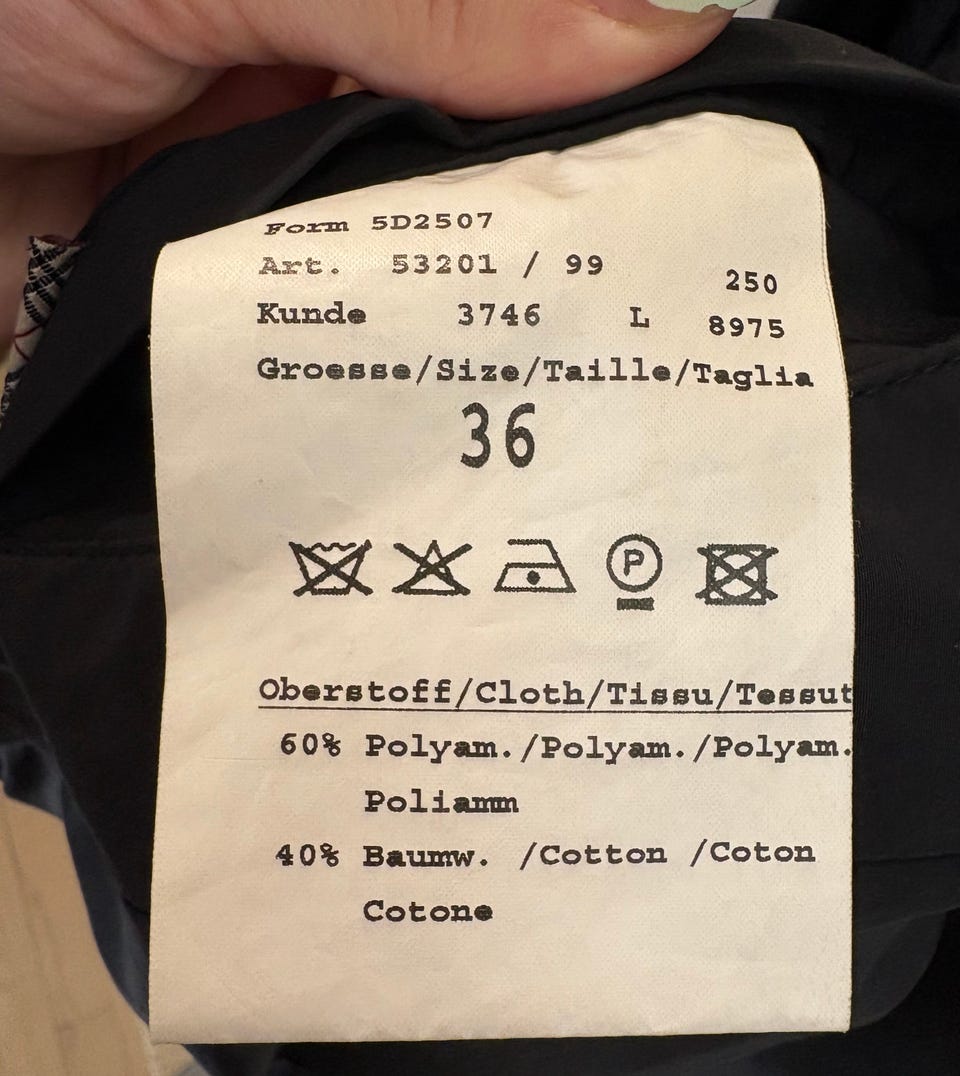 Form 5D2507
Art. 53201 / 99 250
Kunde 3746 L 8975
Groesse/Size/Taille/Taglia
36
P
Oberstoff/Cloth/Tissu/Tessut
60% Polyam./Polyam./Polyam.
Poliamm
40% Baumw. /Cotton /Coton
Cotone